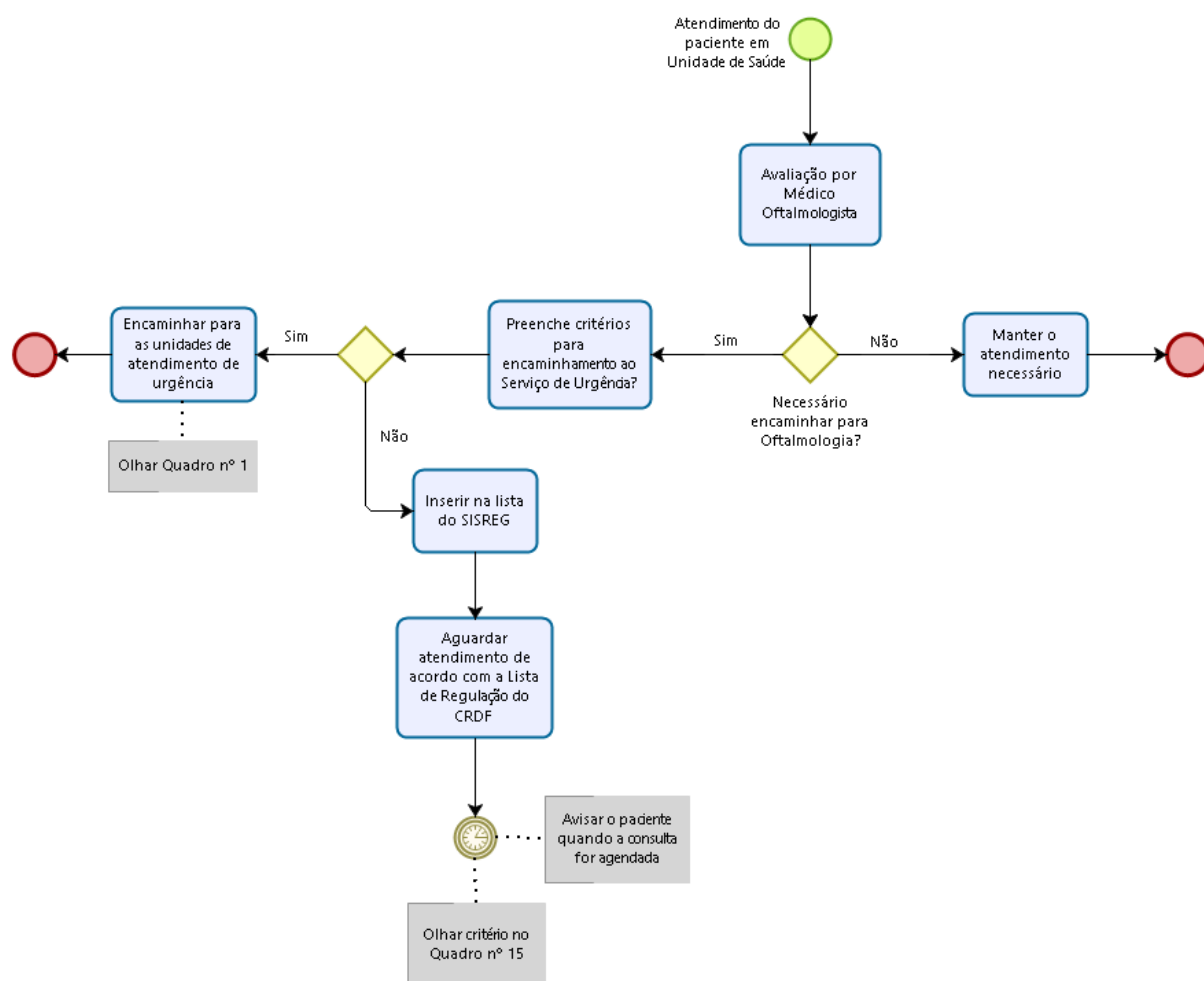 Atendimento do
paciente em
Unidade de Saúde
Avaliação por
Médico
Oftalmologista
Encaminhar para
as unidades de
atendimento de
urgência
Sim
Preenche critérios
para
encaminhamento ao
Serviço de Urgência?
Sim
Necessário
encaminhar para
Oftalmologia?
Não
Manter o
atendimento
necessário
Olhar Quadro nº 1
Não
Inserir na lista
do SISREG
Aguardar
atendimento de
acordo com a Lista
de Regulação do
CRDF
Avisar o paciente
quando a consulta
for agendada
Olhar critério no
Quadro nº 15